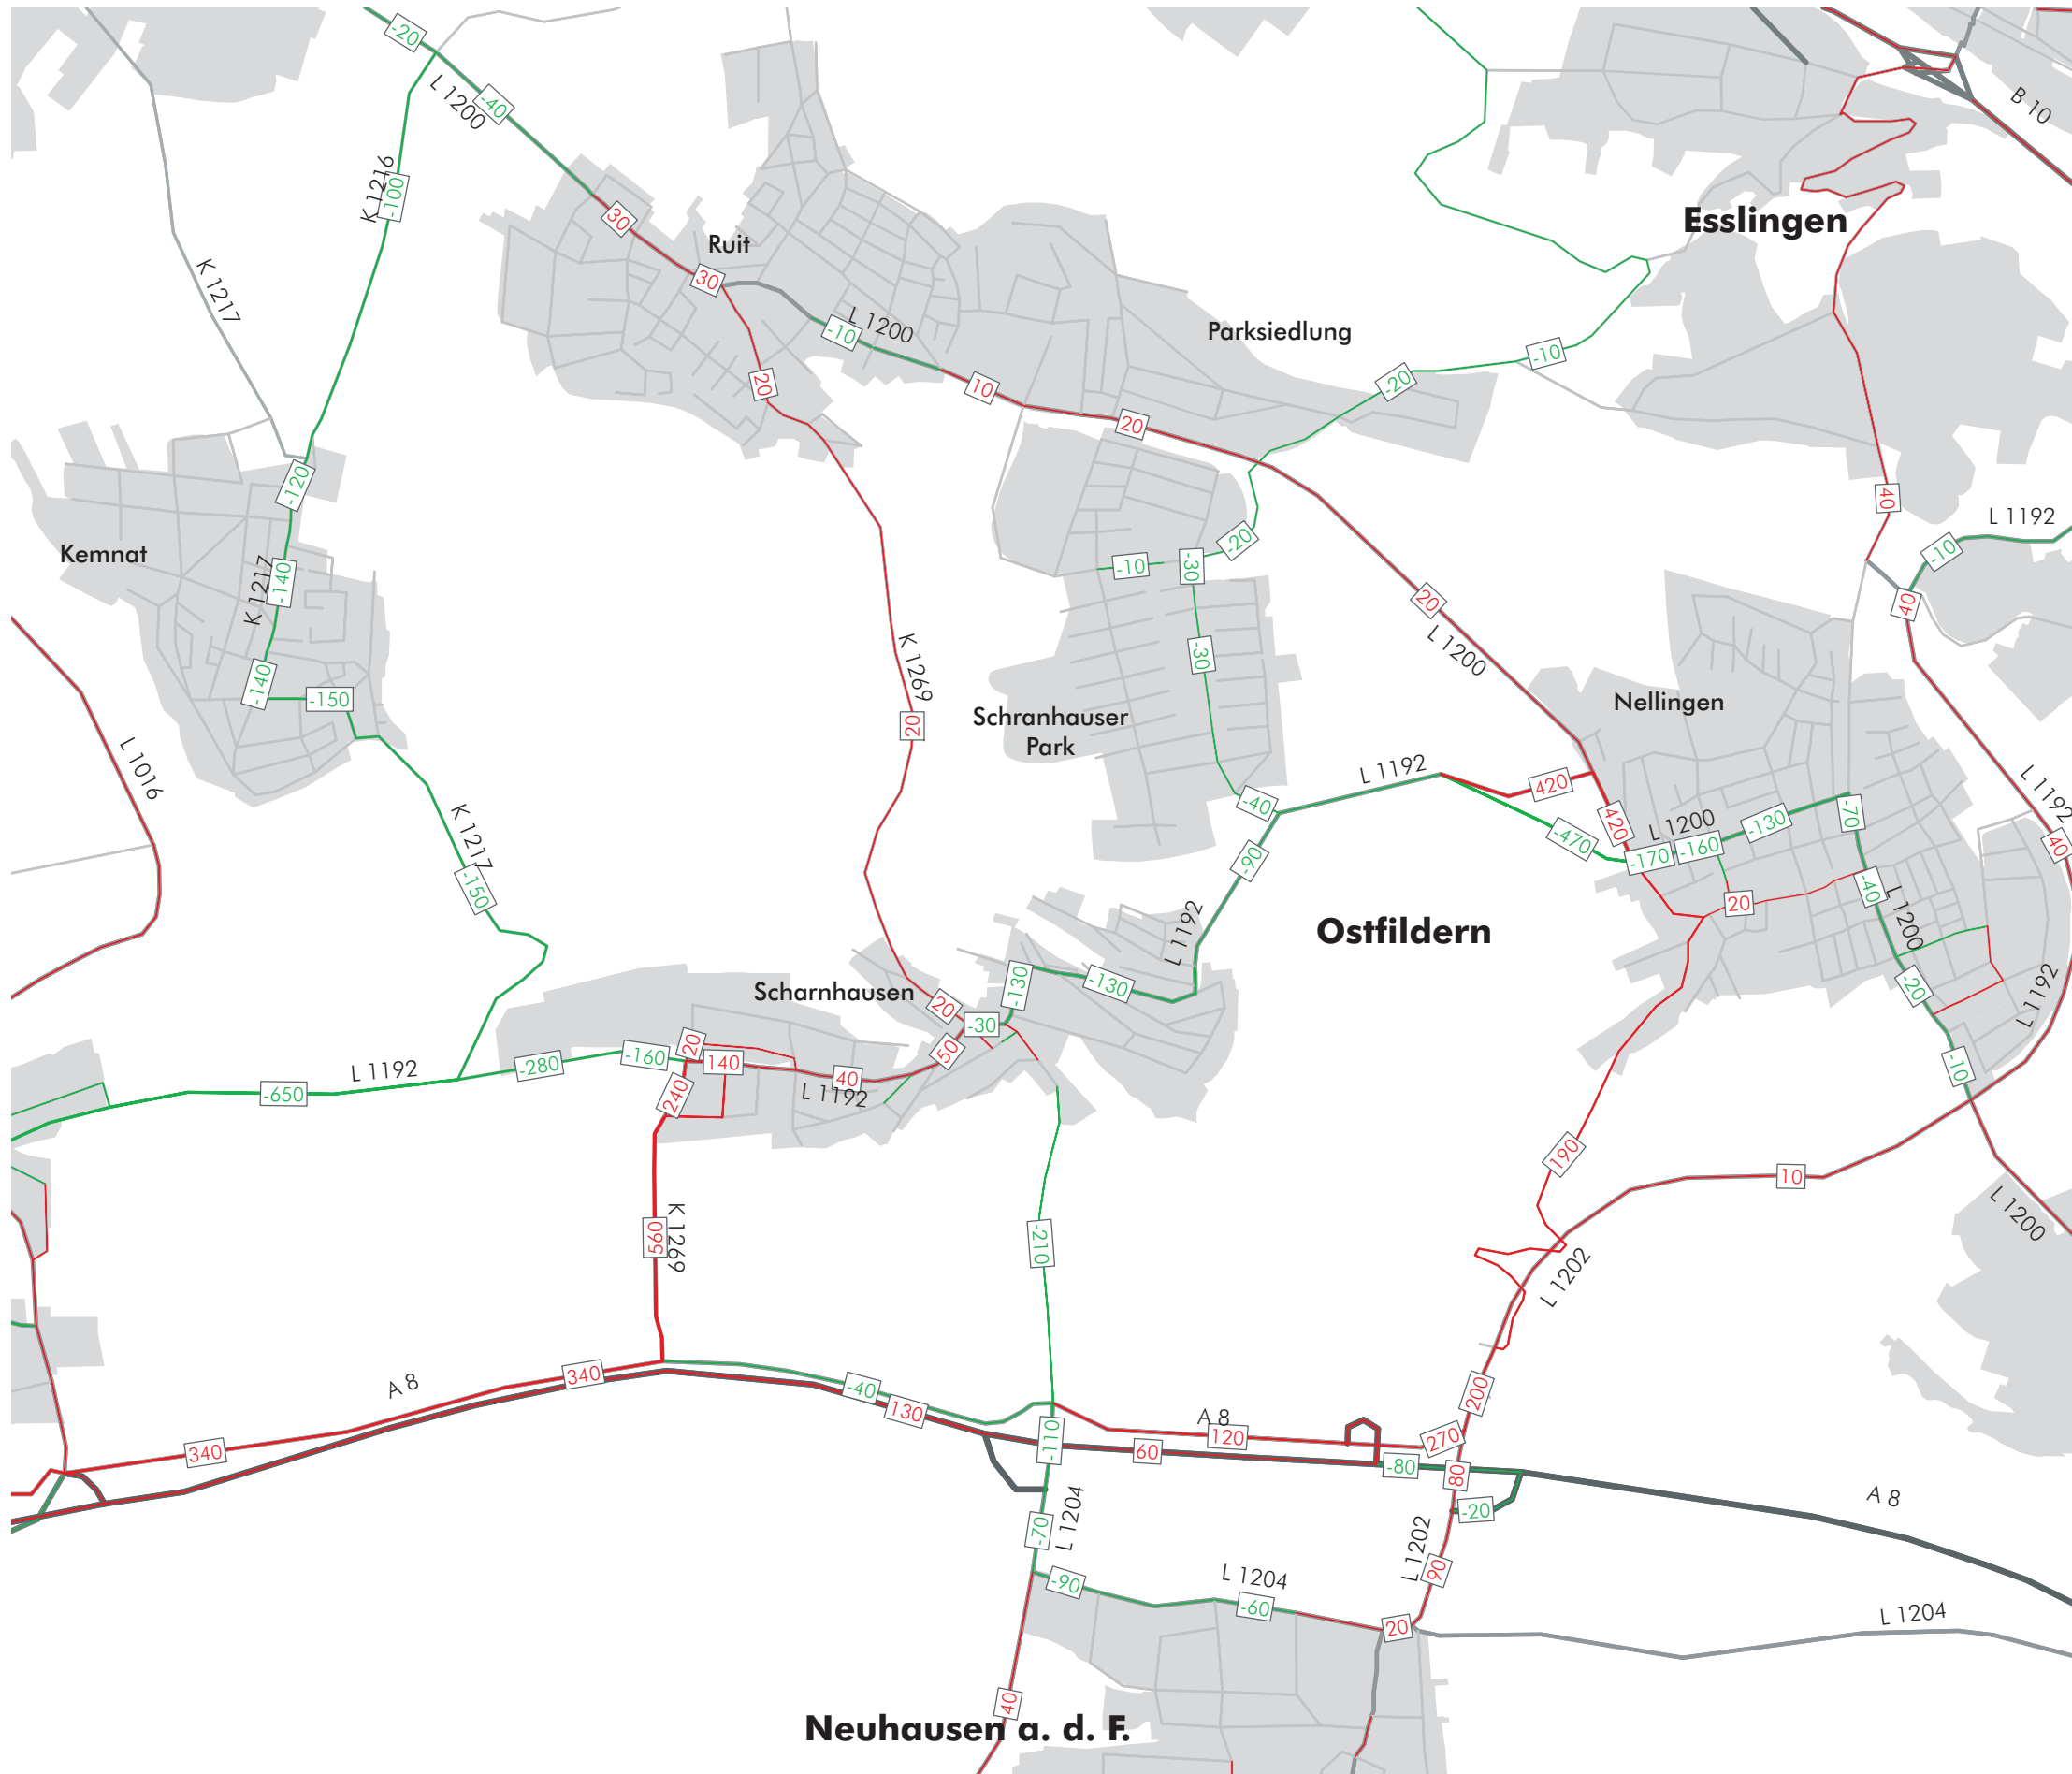 -20
L 1200
-40
B 10
K 1216
-100
30
Esslingen
Ruit
30
K 1217
L 1200
-10
Parksiedlung
-10
20
10
-20
20
-120
40
L 1192
-20
-10
Kemnat
-10
-30
K 1217
-140
20
40
L 1200
-30
K 1269
-140
-150
Nellingen
Schranhauser
Park
20
L 1016
L 1192
420
L 1192
-40
420
L 1200
-130
-70
K 1217
-470
-170
-160
40
-90
-150
-40
20
L 1192
Ostfildern
L 1200
Scharnhausen
-130
-130
-20
20
L 1192
-30
20
50
-160
140
-280
L 1192
40
-10
-650
240
L 1192
190
10
560
K 1269
-210
L 1200
L 1202
340
A 8
-40
200
130
A 8
120
270
340
-110
60
-80
80
A 8
-20
-70
L 1204
L 1202
90
-90
L 1204
-60
20
L 1204
40
Neuhausen a. d. F.